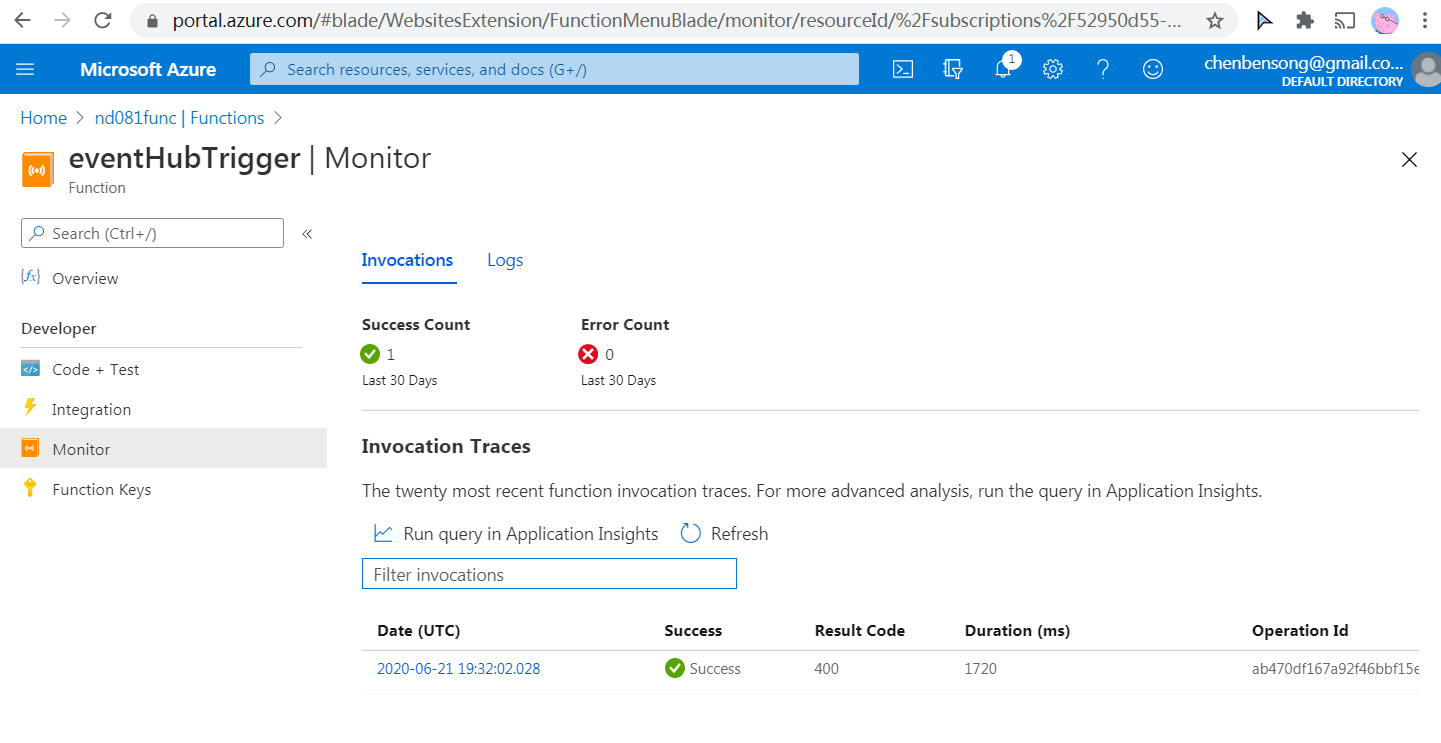 portal.azure.com/#blade/WebsitesExtension/FunctionMenuBlade/monitor/resourceId/%2Fsubscriptions%2F52950d55-...
Microsoft Azure
Search resources, services, and docs (G+/)
1
chenbensong@gmail.co...
DEFAULT DIRECTORY
Home > nd081func | Functions >
eventHubTrigger | Monitor
Function
Search (Ctrl+/)
«
Overview
Developer
Code + Test
Integration
Monitor
Function Keys
Invocations Logs
Success Count Error Count
1 0
Last 30 Days Last 30 Days
Invocation Traces
The twenty most recent function invocation traces. For more advanced analysis, run the query in Application Insights.
Run query in Application Insights Refresh
Filter invocations
Date (UTC) Success Result Code Duration (ms) Operation Id
2020-06-21 19:32:02.028 Success 400 1720 ab470df167a92f46bbf15e